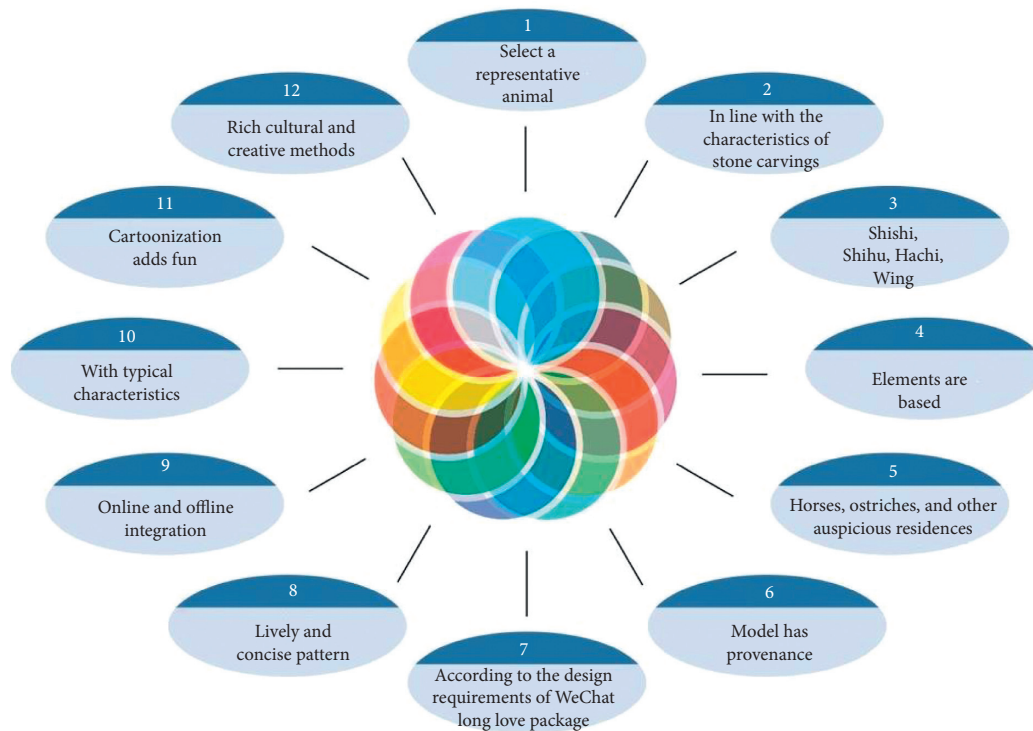 1
Select a
representative
animal
2
In line with the
characteristics of
stone carvings
3
Shishi,
Shihu, Hachi,
Wing
4
Elements are
based
5
Horses, ostriches, and other
auspicious residences
6
Model has
provenance
7
According to the design
requirements of WeChat
long love package
8
Lively and
concise pattern
9
Online and offline
integration
10
With typical
characteristics
11
Cartoonization
adds fun
12
Rich cultural and
creative methods